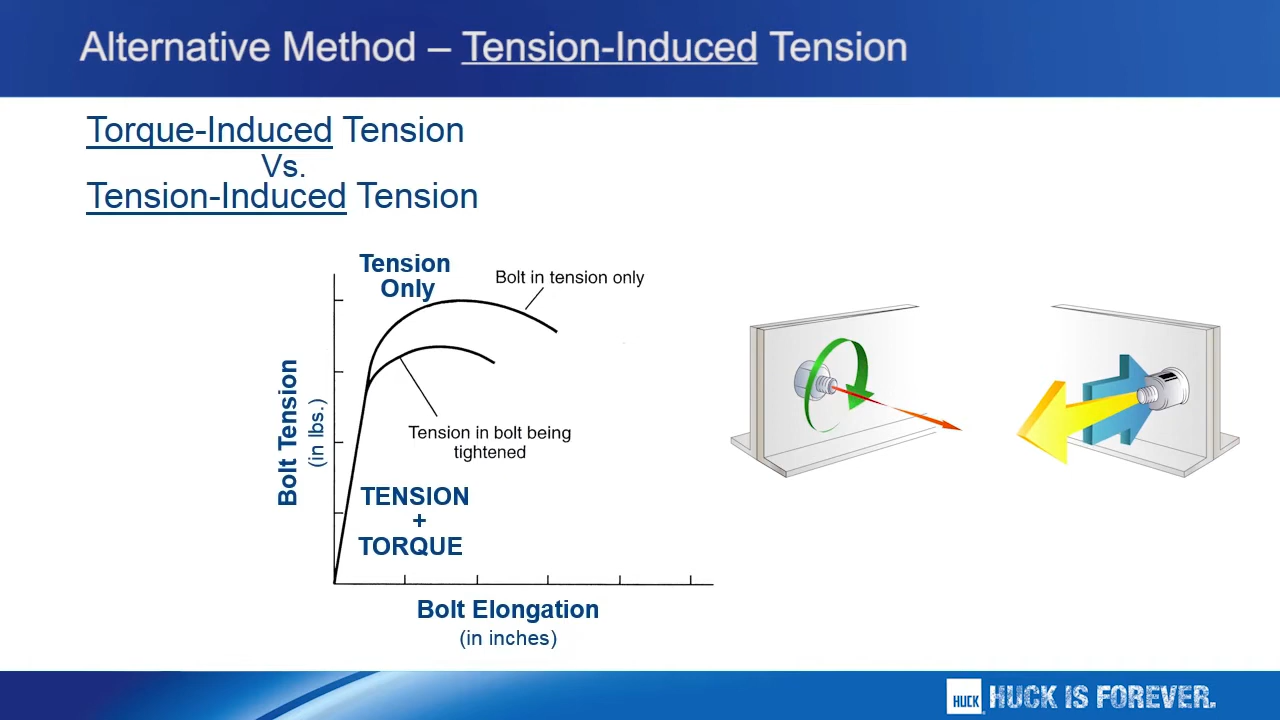 Alternative Method – Tension-Induced Tension
Torque-Induced Tension
Vs.
Tension-Induced Tension
Tension
Only
Bolt in tension only
Bolt Tension
(in lbs.)
Tension in bolt being
tightened
TENSION
+
TORQUE
Bolt Elongation
(in inches)
HUCK
HUCK IS FOREVER.